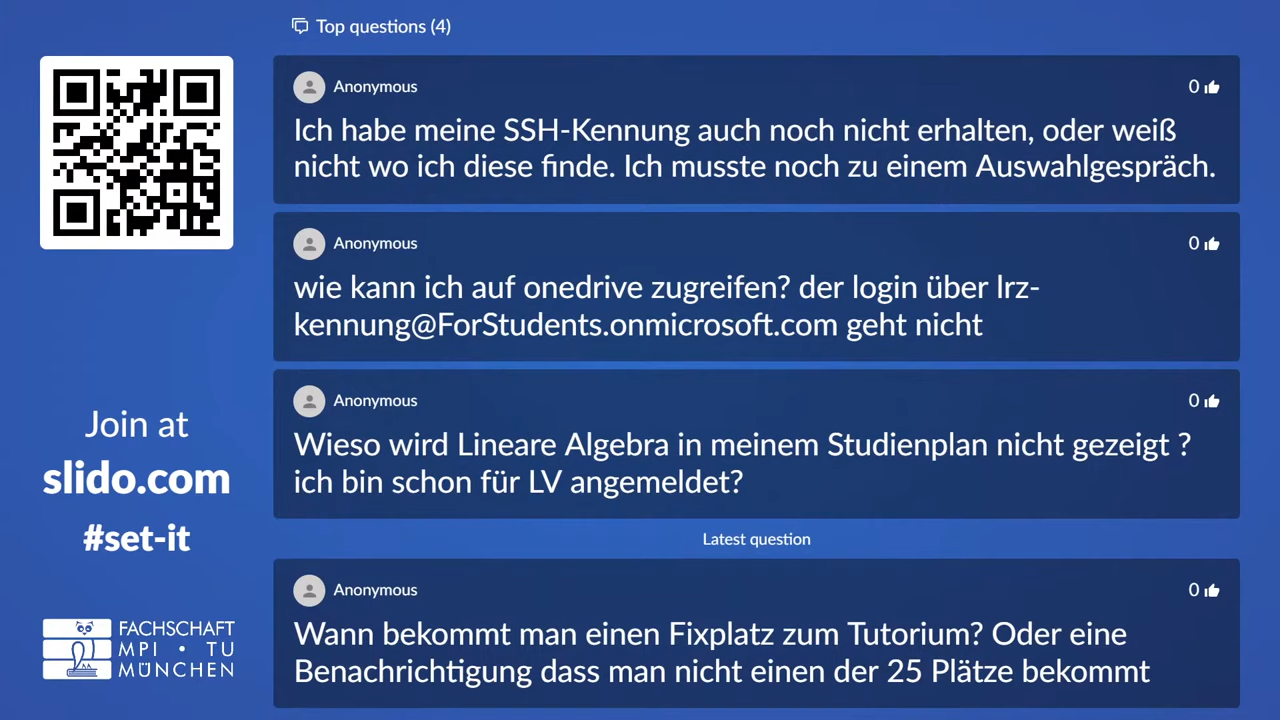 Top questions (4)
Anonymous
0
Ich habe meine SSH-Kennung auch noch nicht erhalten, oder weiß
nicht wo ich diese finde. Ich musste noch zu einem Auswahlgespräch.
Anonymous
0
wie kann ich auf onedrive zugreifen? der login über lrz-
kennung@ForStudents.onmicrosoft.com geht nicht
Anonymous
0
Wieso wird Lineare Algebra in meinem Studienplan nicht gezeigt ?
ich bin schon für LV angemeldet?
Latest question
Anonymous
0
Wann bekommt man einen Fixplatz zum Tutorium? Oder eine
Benachrichtigung dass man nicht einen der 25 Plätze bekommt
Join at
slido.com
#set-it
FACHSCHAFT
MPI • TU
MÜNCHEN